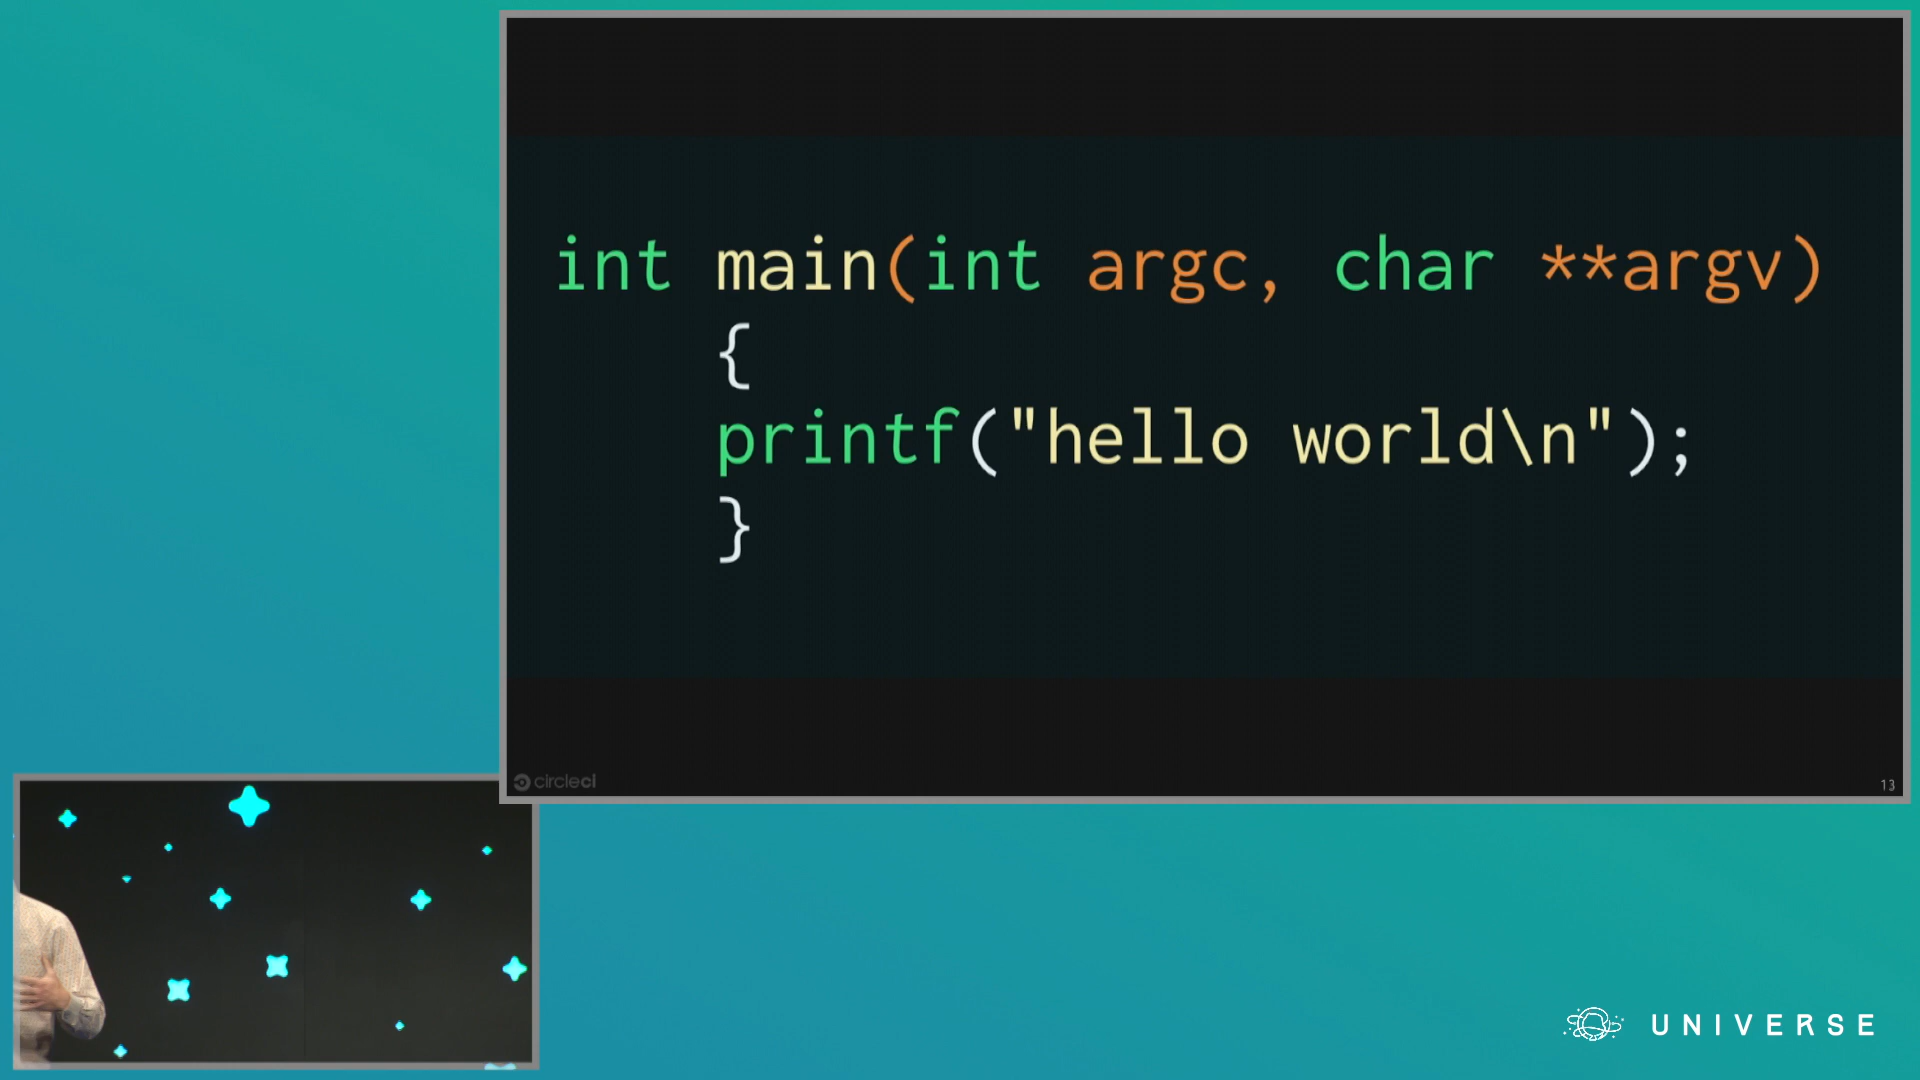 int main(int argc, char **argv)
{
printf("hello world\n");
}
circleci
13
UNIVERSE